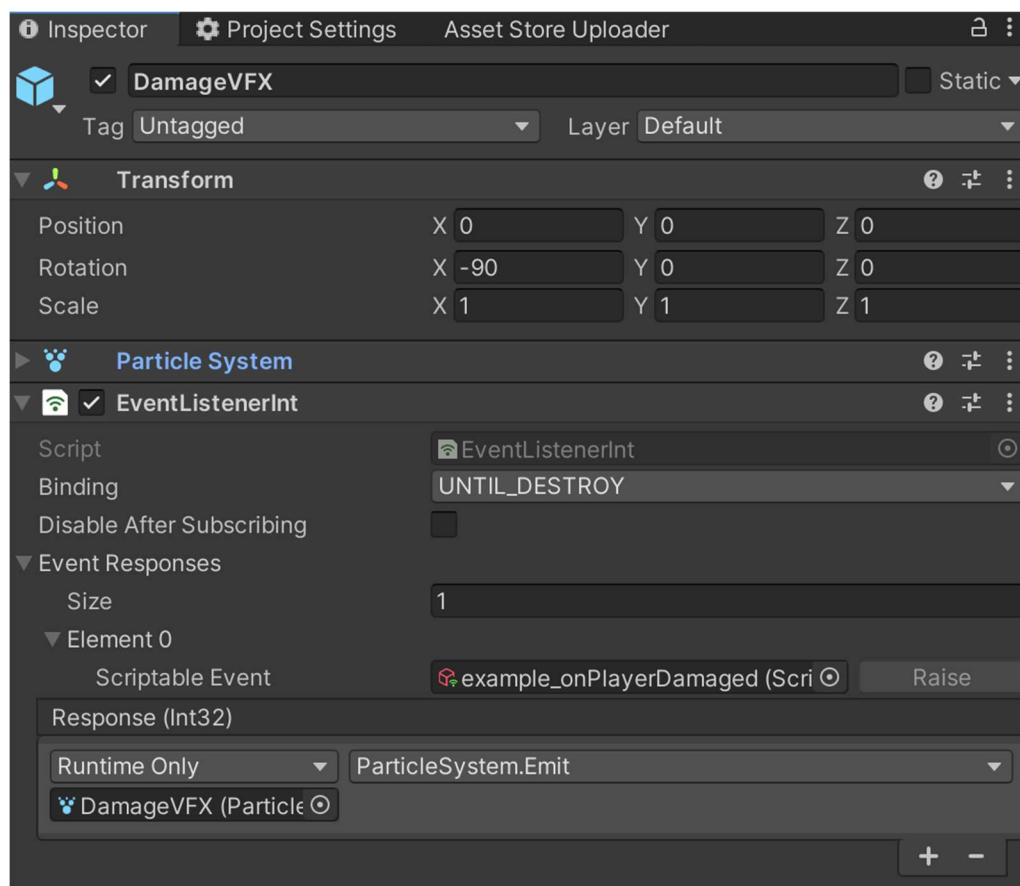 Inspector Project Settings Asset Store Uploader
DamageVFX Static
Tag Untagged Layer Default
Transform
Position X 0 Y 0 Z 0
Rotation X -90 Y 0 Z 0
Scale X 1 Y 1 Z 1
Particle System
EventListenerInt
Script EventListenerInt
Binding UNTIL_DESTROY
Disable After Subscribing
Event Responses
Size 1
Element 0
Scriptable Event example_onPlayerDamaged (Scri Raise
Response (Int32)
Runtime Only ParticleSystem.Emit
DamageVFX (Particle